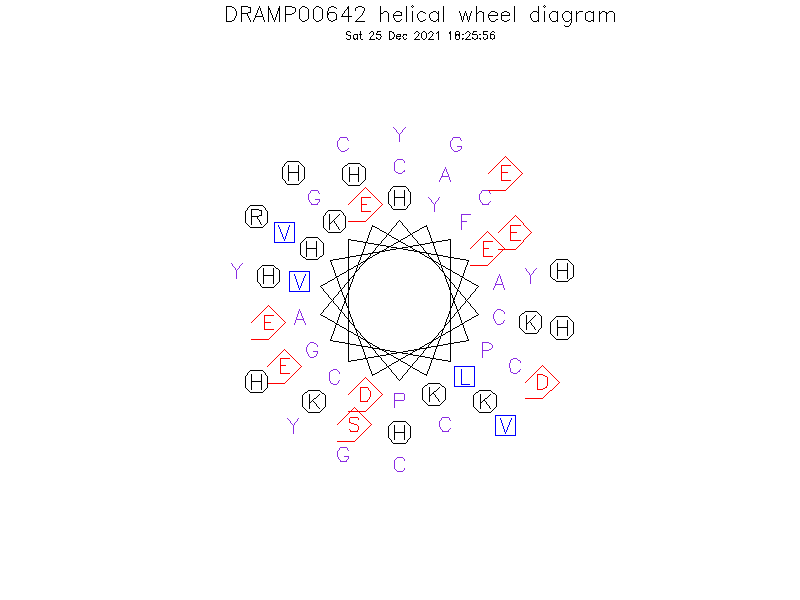 DRAMP00642 helical wheel diagram
Sat 25 Dec 2021 18:25:56
Y
C G
C
H H A E
G E H Y C
R K F
V E
H E
Y H V A Y H
E A C K H
G P
E C
H C L D
K D P K K
Y S H C V
G
C